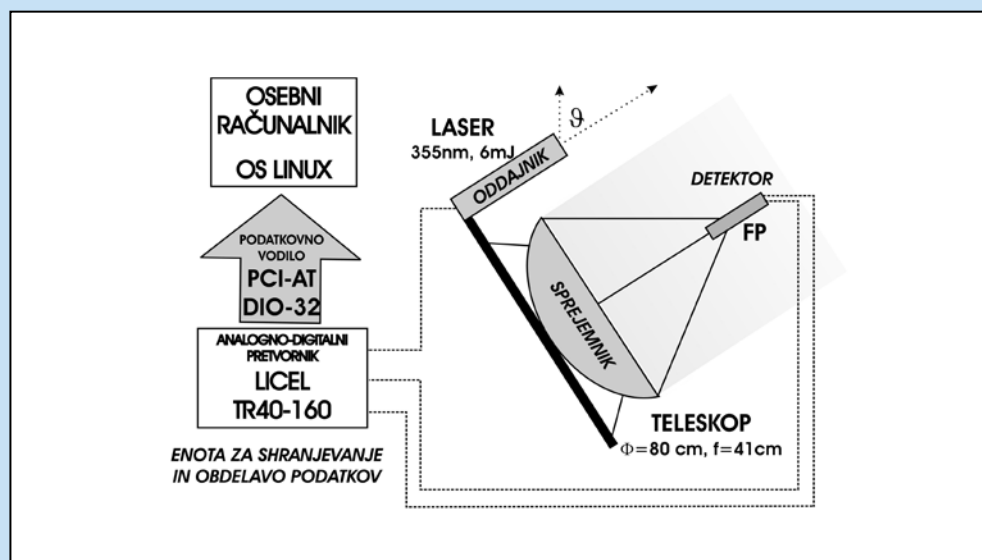 OSEBNI
RAČUNALNIK
OS LINUX
PODATKOVNO
VODILO
PCI-AT
DIO-32
ANALOGNO-DIGITALNI
PRETVORNIK
LICEL
TR40-160
ENOTA ZA SHRANJEVANJE
IN OBDELAVO PODATKOV
LASER
355nm, 6mJ
ODDAJNIK
ϑ
DETEKTOR
FP
SPREJEMNIK
TELESKOP
Φ=80 cm, f=41cm